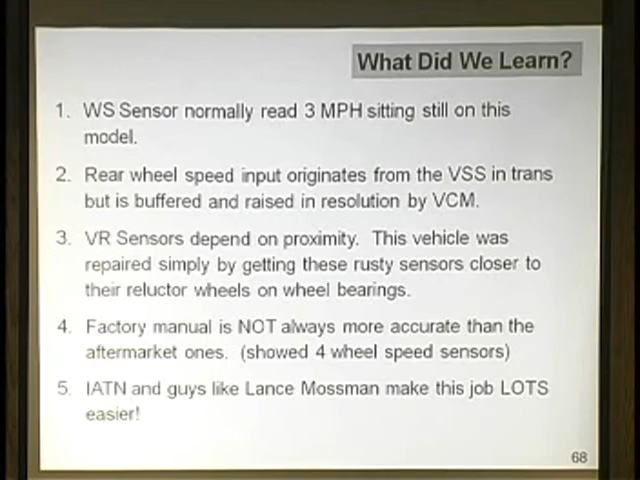 What Did We Learn?
1. WS Sensor normally read 3 MPH sitting still on this
model.
2. Rear wheel speed input originates from the VSS in trans
but is buffered and raised in resolution by VCM.
3. VR Sensors depend on proximity. This vehicle was
repaired simply by getting these rusty sensors closer to
their reluctor wheels on wheel bearings.
4. Factory manual is NOT always more accurate than the
aftermarket ones. (showed 4 wheel speed sensors)
5. IATN and guys like Lance Mossman make this job LOTS
easier!
68